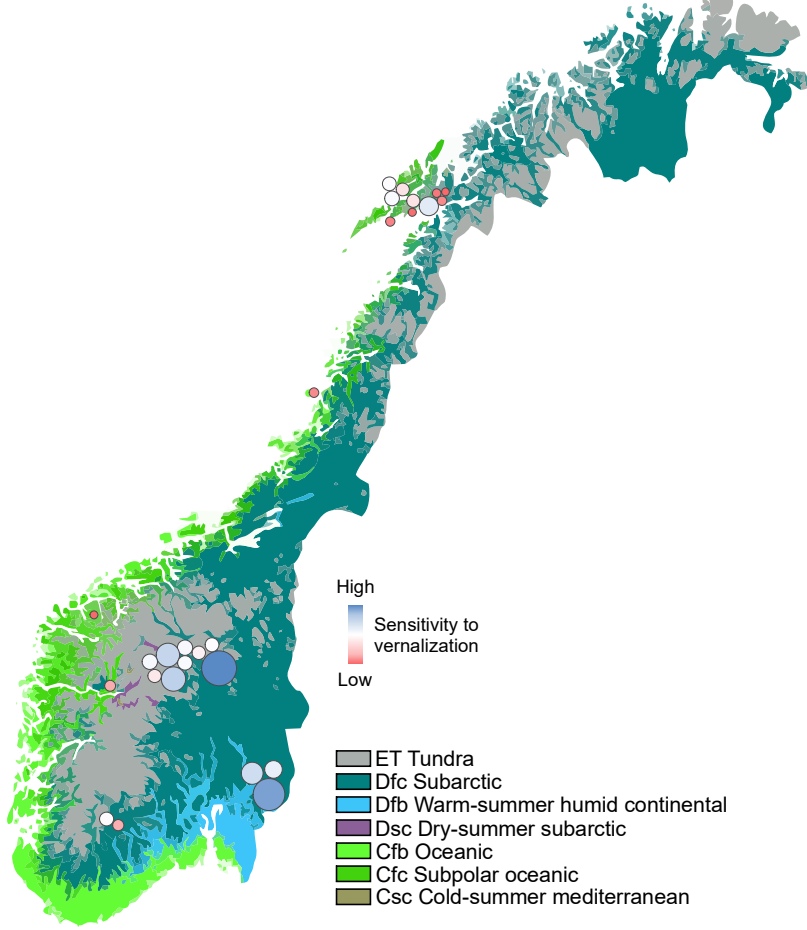 High
Sensitivity to
vernalization
Low
ET Tundra
Dfc Subarctic
Dfb Warm-summer humid continental
Dsc Dry-summer subarctic
Cfb Oceanic
Cfc Subpolar oceanic
Csc Cold-summer mediterranean